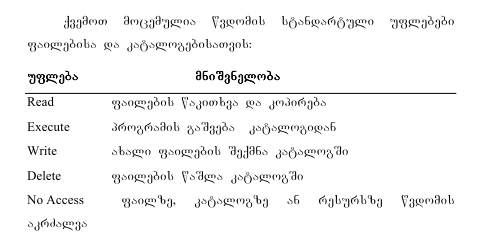 ქვემოთ მოცემულია წვდომის სტანდარტული უფლებები
ფაილებისა და კატალოგებისათვის:
უფლება მნიშვნელობა
Read ფაილების წაკითხვა და კოპირება
Execute პროგრამის გაშვება კატალოგიდან
Write ახალი ფაილების შექმნა კატალოგში
Delete ფაილების წაშლა კატალოგში
No Access ფაილზე, კატალოგზე ან რესურსზე წვდომის
აკრძალვა